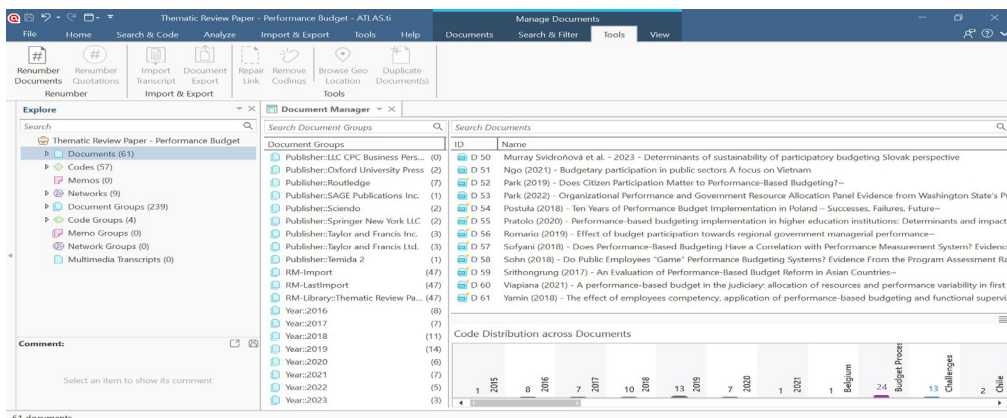 Thematic Review Paper - Performance Budget - ATLAS.ti
Manage Documents
File Home Search & Code Analyze Import & Export Tools Help Documents Search & Filter Tools View
Renumber Documents
Renumber Quotations
Import Transcript
Document Export
Repair Link
Remove Codings
Browse Geo Location
Duplicate Document(s)
Renumber Import & Export Tools
Explore
Search
Thematic Review Paper - Performance Budget
Documents (61)
Codes (57)
Memos (0)
Networks (9)
Document Groups (239)
Code Groups (4)
Memo Groups (0)
Network Groups (0)
Multimedia Transcripts (0)
Comment:
Select an item to show its comment
Document Manager
Search Document Groups
Document Groups
Publisher::LLC CPC Business Pers... (0)
Publisher::Oxford University Press (2)
Publisher::Routledge (7)
Publisher::SAGE Publications Inc. (1)
Publisher::Sciendo (2)
Publisher::Springer New York LLC (2)
Publisher::Taylor and Francis Inc. (3)
Publisher::Taylor and Francis Ltd. (3)
Publisher::Temida 2 (1)
RM-Import (47)
RM-LastImport (47)
RM-Library::Thematic Review Pa... (47)
Year::2016 (8)
Year::2017 (7)
Year::2018 (11)
Year::2019 (14)
Year::2020 (6)
Year::2021 (7)
Year::2022 (5)
Year::2023 (3)
Search Documents
ID Name
D 50 Murray Svidroňová et al. - 2023 - Determinants of sustainability of participatory budgeting Slovak perspective
D 51 Ngo (2021) - Budgetary participation in public sectors A focus on Vietnam
D 52 Park (2019) - Does Citizen Participation Matter to Performance-Based Budgeting?~
D 53 Park (2022) - Organizational Performance and Government Resource Allocation Panel Evidence from Washington State's
D 54 Postuła (2018) - Ten Years of Performance Budget Implementation in Poland – Successes, Failures, Future~
D 55 Pratolo (2020) - Performance-based budgeting implementation in higher education institutions: Determinants and impact
D 56 Romario (2019) - Effect of budget participation towards regional government managerial performance~
D 57 Sofyani (2018) - Does Performance-Based Budgeting Have a Correlation with Performance Measurement System? Evidenc
D 58 Sohn (2018) - Do Public Employees "Game" Performance Budgeting Systems? Evidence From the Program Assessment Ra
D 59 Srithongrung (2017) - An Evaluation of Performance-Based Budget Reform in Asian Countries~
D 60 Viapiana (2021) - A performance-based budget in the judiciary: allocation of resources and performance variability in first
D 61 Yamin (2018) - The effect of employees competency, application of performance-based budgeting and functional supervi
Code Distribution across Documents
1 2015
8 2016
7 2017
10 2018
13 2019
7 2020
1 2021
1 Belgium
24 Budget Proces
13 Challenges
2 Chile
61 documents